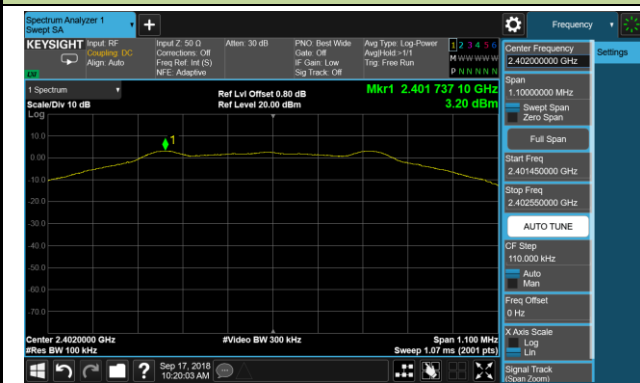 Spectrum Analyzer 1
Swept SA
Frequency
KEYSIGHT
Input: RF
Coupling: DC
Align: Auto
Input Z: 50 Ω
Corrections: Off
Freq Ref: Int (S)
NFE: Adaptive
Atten: 30 dB
PNO: Best Wide
Gate: Off
IF Gain: Low
Sig Track: Off
Avg Type: Log-Power
Avg|Hold:>1/1
Trig: Free Run
1 2 3 4 5 6
M W W W W W
P N N N N N
1 Spectrum
Scale/Div 10 dB
Log
Ref Lvl Offset 0.80 dB
Ref Level 20.00 dBm
Mkr1 2.401 737 10 GHz
3.20 dBm
1
10.0
0.00
-10.0
-20.0
-30.0
-40.0
-50.0
-60.0
-70.0
Center 2.4020000 GHz
#Res BW 100 kHz
#Video BW 300 kHz
Span 1.100 MHz
Sweep 1.07 ms (2001 pts)
Center Frequency
2.402000000 GHz
Settings
Span
1.10000000 MHz
Swept Span
Zero Span
Full Span
Start Freq
2.401450000 GHz
Stop Freq
2.402550000 GHz
AUTO TUNE
CF Step
110.000 kHz
Auto
Man
Freq Offset
0 Hz
X Axis Scale
Log
Lin
Signal Track
(Span Zoom)
?
Sep 17, 2018
10:20:03 AM